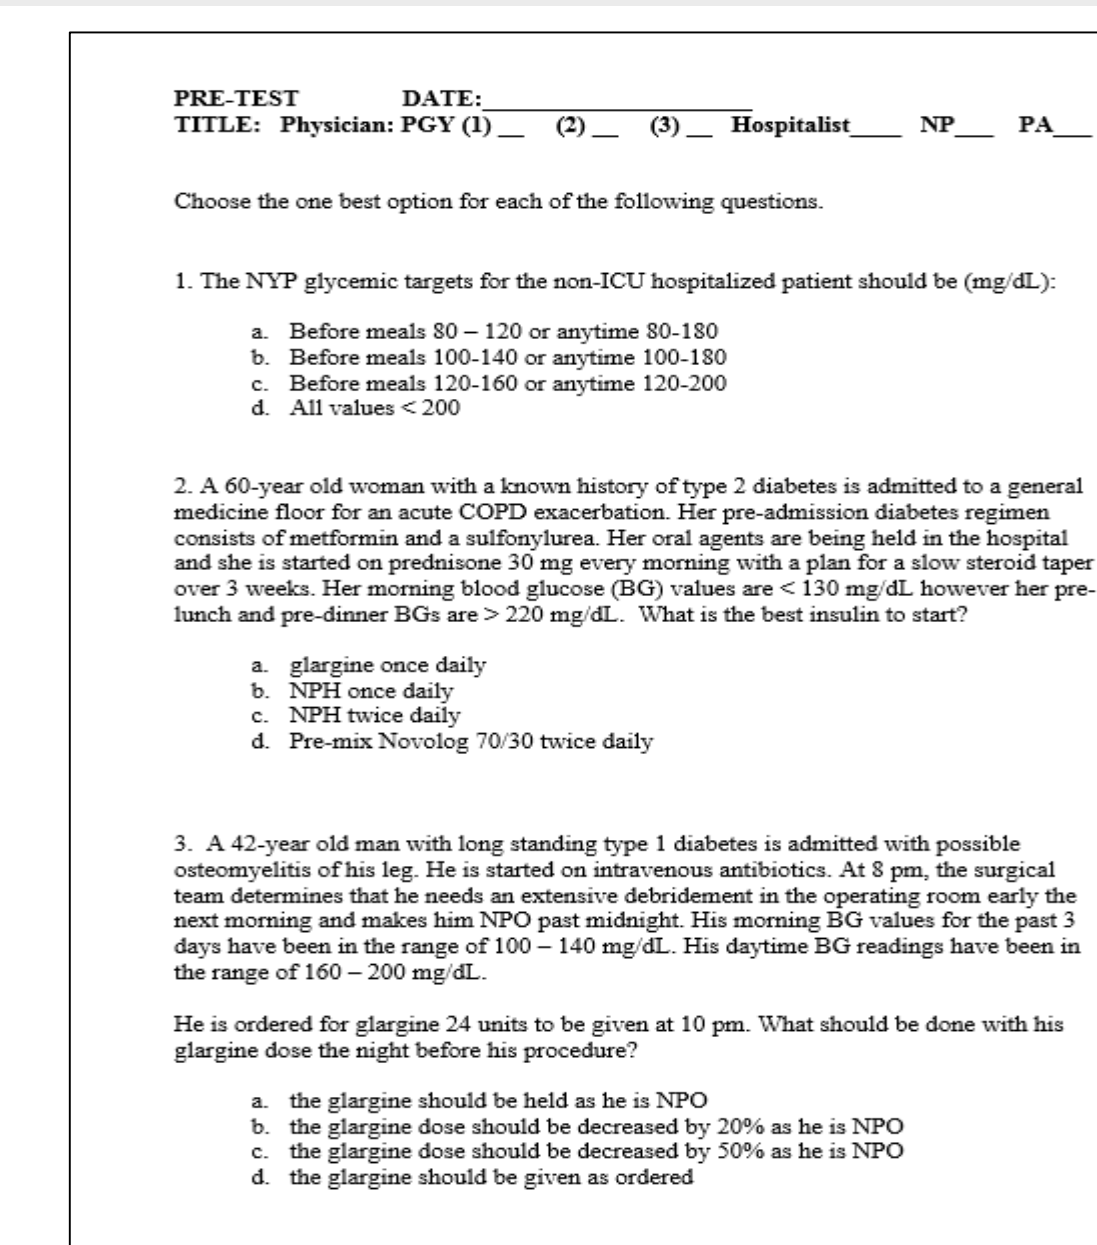 PRE-TEST DATE:____________________
TITLE: Physician: PGY (1) __ (2) __ (3) __ Hospitalist____ NP___ PA___
Choose the one best option for each of the following questions.
1. The NYP glycemic targets for the non-ICU hospitalized patient should be (mg/dL):
a. Before meals 80 – 120 or anytime 80-180
b. Before meals 100-140 or anytime 100-180
c. Before meals 120-160 or anytime 120-200
d. All values < 200
2. A 60-year old woman with a known history of type 2 diabetes is admitted to a general
medicine floor for an acute COPD exacerbation. Her pre-admission diabetes regimen
consists of metformin and a sulfonylurea. Her oral agents are being held in the hospital
and she is started on prednisone 30 mg every morning with a plan for a slow steroid taper
over 3 weeks. Her morning blood glucose (BG) values are < 130 mg/dL however her pre-
lunch and pre-dinner BGs are > 220 mg/dL. What is the best insulin to start?
a. glargine once daily
b. NPH once daily
c. NPH twice daily
d. Pre-mix Novolog 70/30 twice daily
3. A 42-year old man with long standing type 1 diabetes is admitted with possible
osteomyelitis of his leg. He is started on intravenous antibiotics. At 8 pm, the surgical
team determines that he needs an extensive debridement in the operating room early the
next morning and makes him NPO past midnight. His morning BG values for the past 3
days have been in the range of 100 – 140 mg/dL. His daytime BG readings have been in
the range of 160 – 200 mg/dL.
He is ordered for glargine 24 units to be given at 10 pm. What should be done with his
glargine dose the night before his procedure?
a. the glargine should be held as he is NPO
b. the glargine dose should be decreased by 20% as he is NPO
c. the glargine dose should be decreased by 50% as he is NPO
d. the glargine should be given as ordered